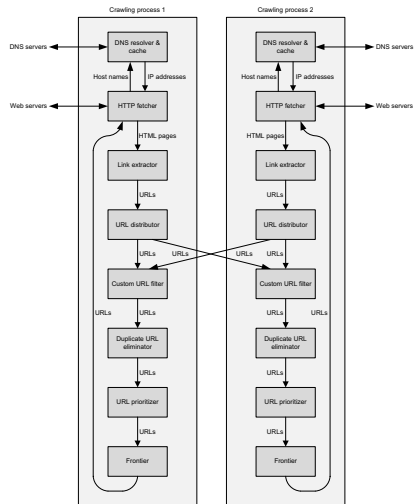 Crawling process 1
Crawling process 2
DNS servers
DNS resolver &
cache
DNS resolver &
cache
DNS servers
Host names
IP addresses
Host names
IP addresses
Web servers
HTTP fetcher
HTTP fetcher
Web servers
HTML pages
HTML pages
Link extractor
Link extractor
URLs
URLs
URL distributor
URL distributor
URLs
URLs
URLs
URLs
Custom URL filter
Custom URL filter
URLs
URLs
URLs
URLs
Duplicate URL
eliminator
Duplicate URL
eliminator
URLs
URLs
URL prioritizer
URL prioritizer
URLs
URLs
Frontier
Frontier